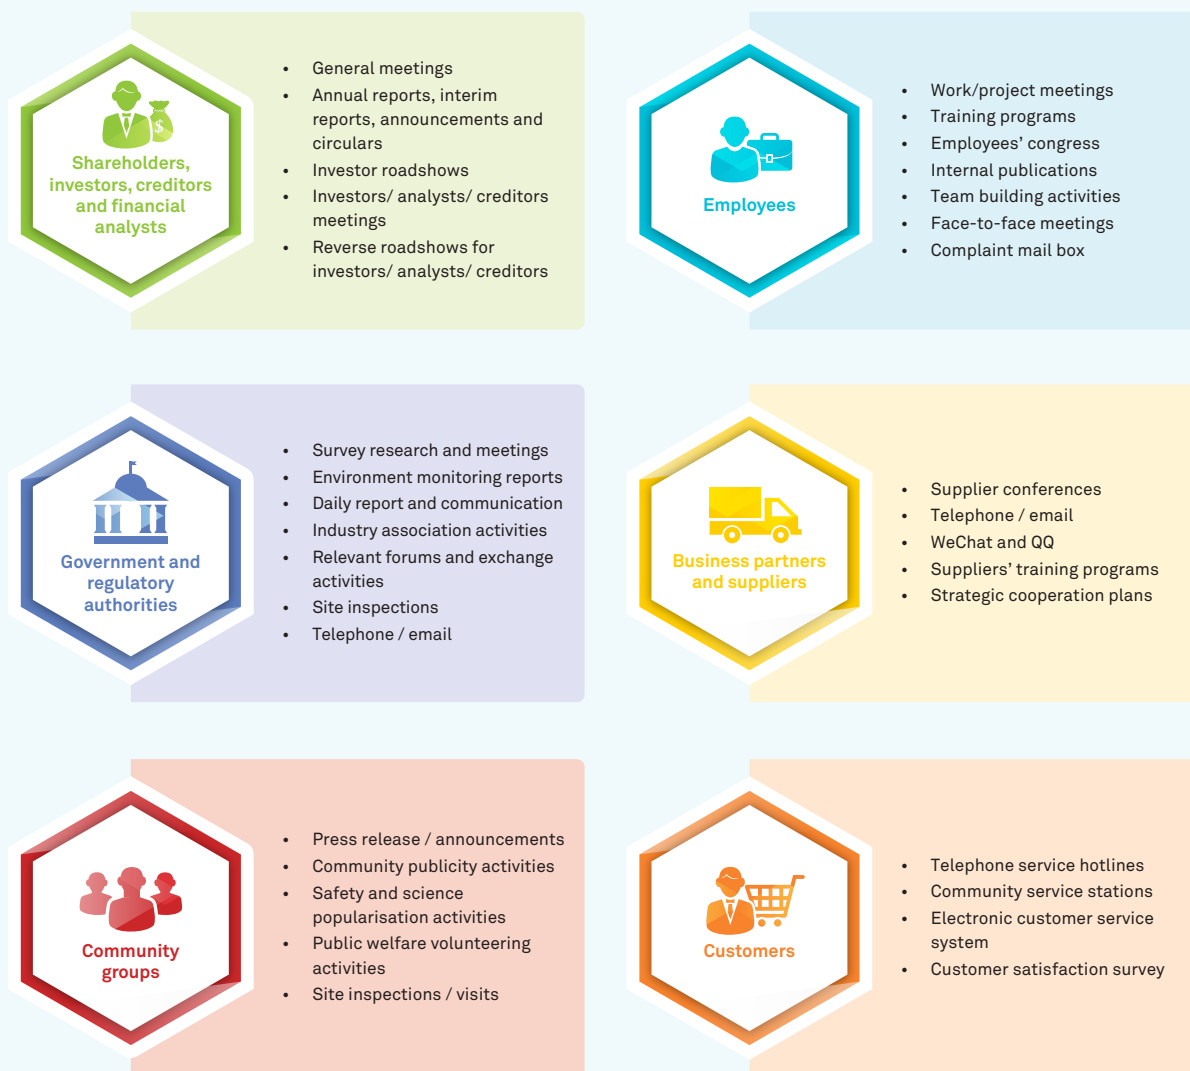 Shareholders,
investors, creditors
and financial
analysts
• General meetings
• Annual reports, interim
reports, announcements and
circulars
• Investor roadshows
• Investors/ analysts/ creditors
meetings
• Reverse roadshows for
investors/ analysts/ creditors
Employees
• Work/project meetings
• Training programs
• Employees’ congress
• Internal publications
• Team building activities
• Face-to-face meetings
• Complaint mail box
Government and
regulatory
authorities
• Survey research and meetings
• Environment monitoring reports
• Daily report and communication
• Industry association activities
• Relevant forums and exchange
activities
• Site inspections
• Telephone / email
Business partners
and suppliers
• Supplier conferences
• Telephone / email
• WeChat and QQ
• Suppliers’ training programs
• Strategic cooperation plans
Community
groups
• Press release / announcements
• Community publicity activities
• Safety and science
popularisation activities
• Public welfare volunteering
activities
• Site inspections / visits
Customers
• Telephone service hotlines
• Community service stations
• Electronic customer service
system
• Customer satisfaction survey